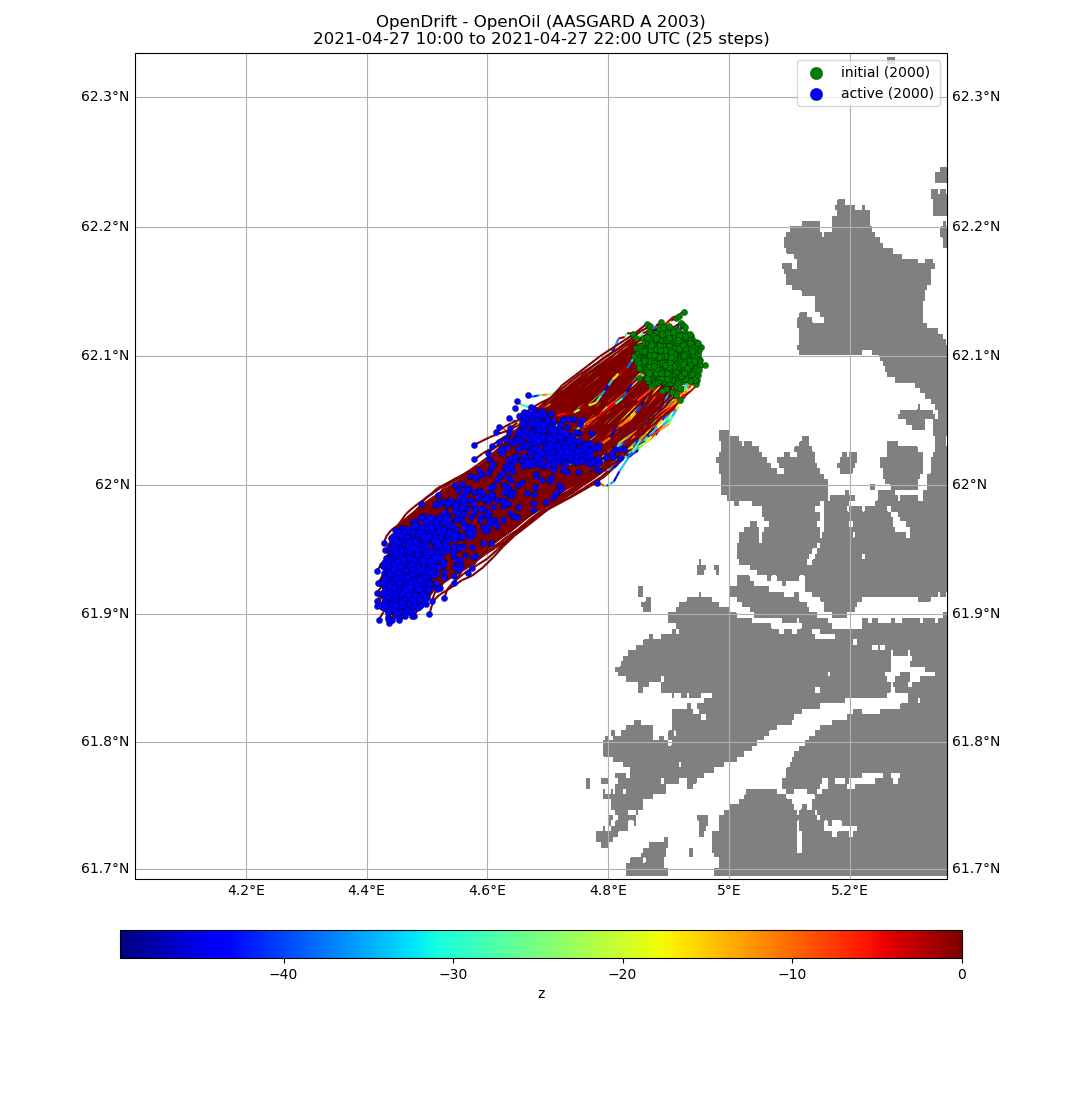 OpenDrift - OpenOil (AASGARD A 2003)
2021-04-27 10:00 to 2021-04-27 22:00 UTC (25 steps)
initial (2000)
active (2000)
62.3°N
62.3°N
62.2°N
62.2°N
62.1°N
62.1°N
62°N
62°N
61.9°N
61.9°N
61.8°N
61.8°N
61.7°N
61.7°N
4.2°E 4.4°E 4.6°E 4.8°E 5°E 5.2°E
−40 −30 −20 −10 0
z